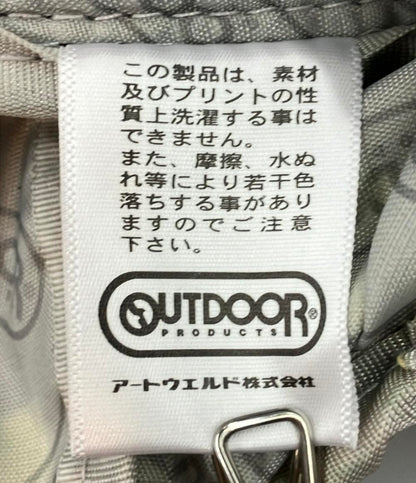 この製品は、素材
及びプリントの性
質上洗濯する事は
できません。
また、摩擦、水ぬ
れ等により若干色
落ちする事があり
ますのでご注意
下さい。
OUTDOOR®
PRODUCTS
アートウエルド株式会社